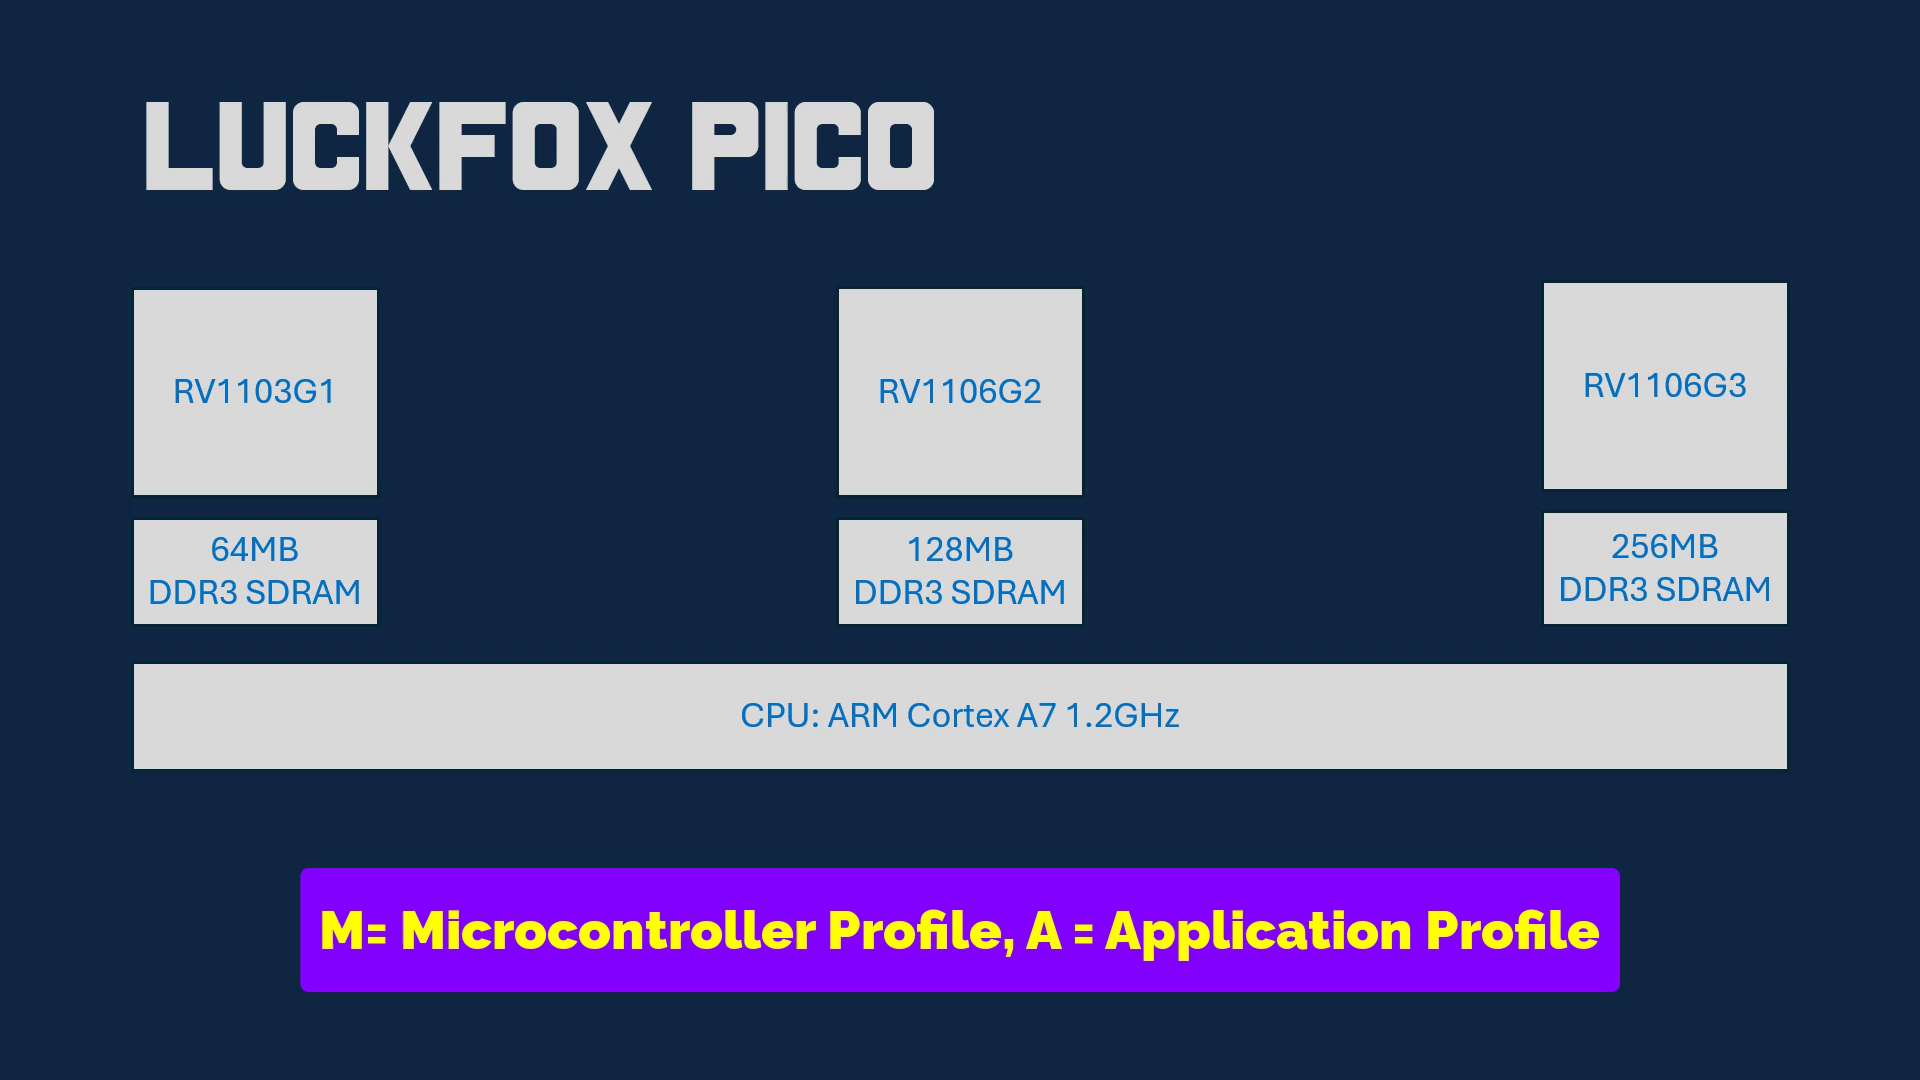 LUCKFOX PICO
RV1103G1
RV1106G2
RV1106G3
64MB
DDR3 SDRAM
128MB
DDR3 SDRAM
256MB
DDR3 SDRAM
CPU: ARM Cortex A7 1.2GHz
M= Microcontroller Profile, A = Application Profile